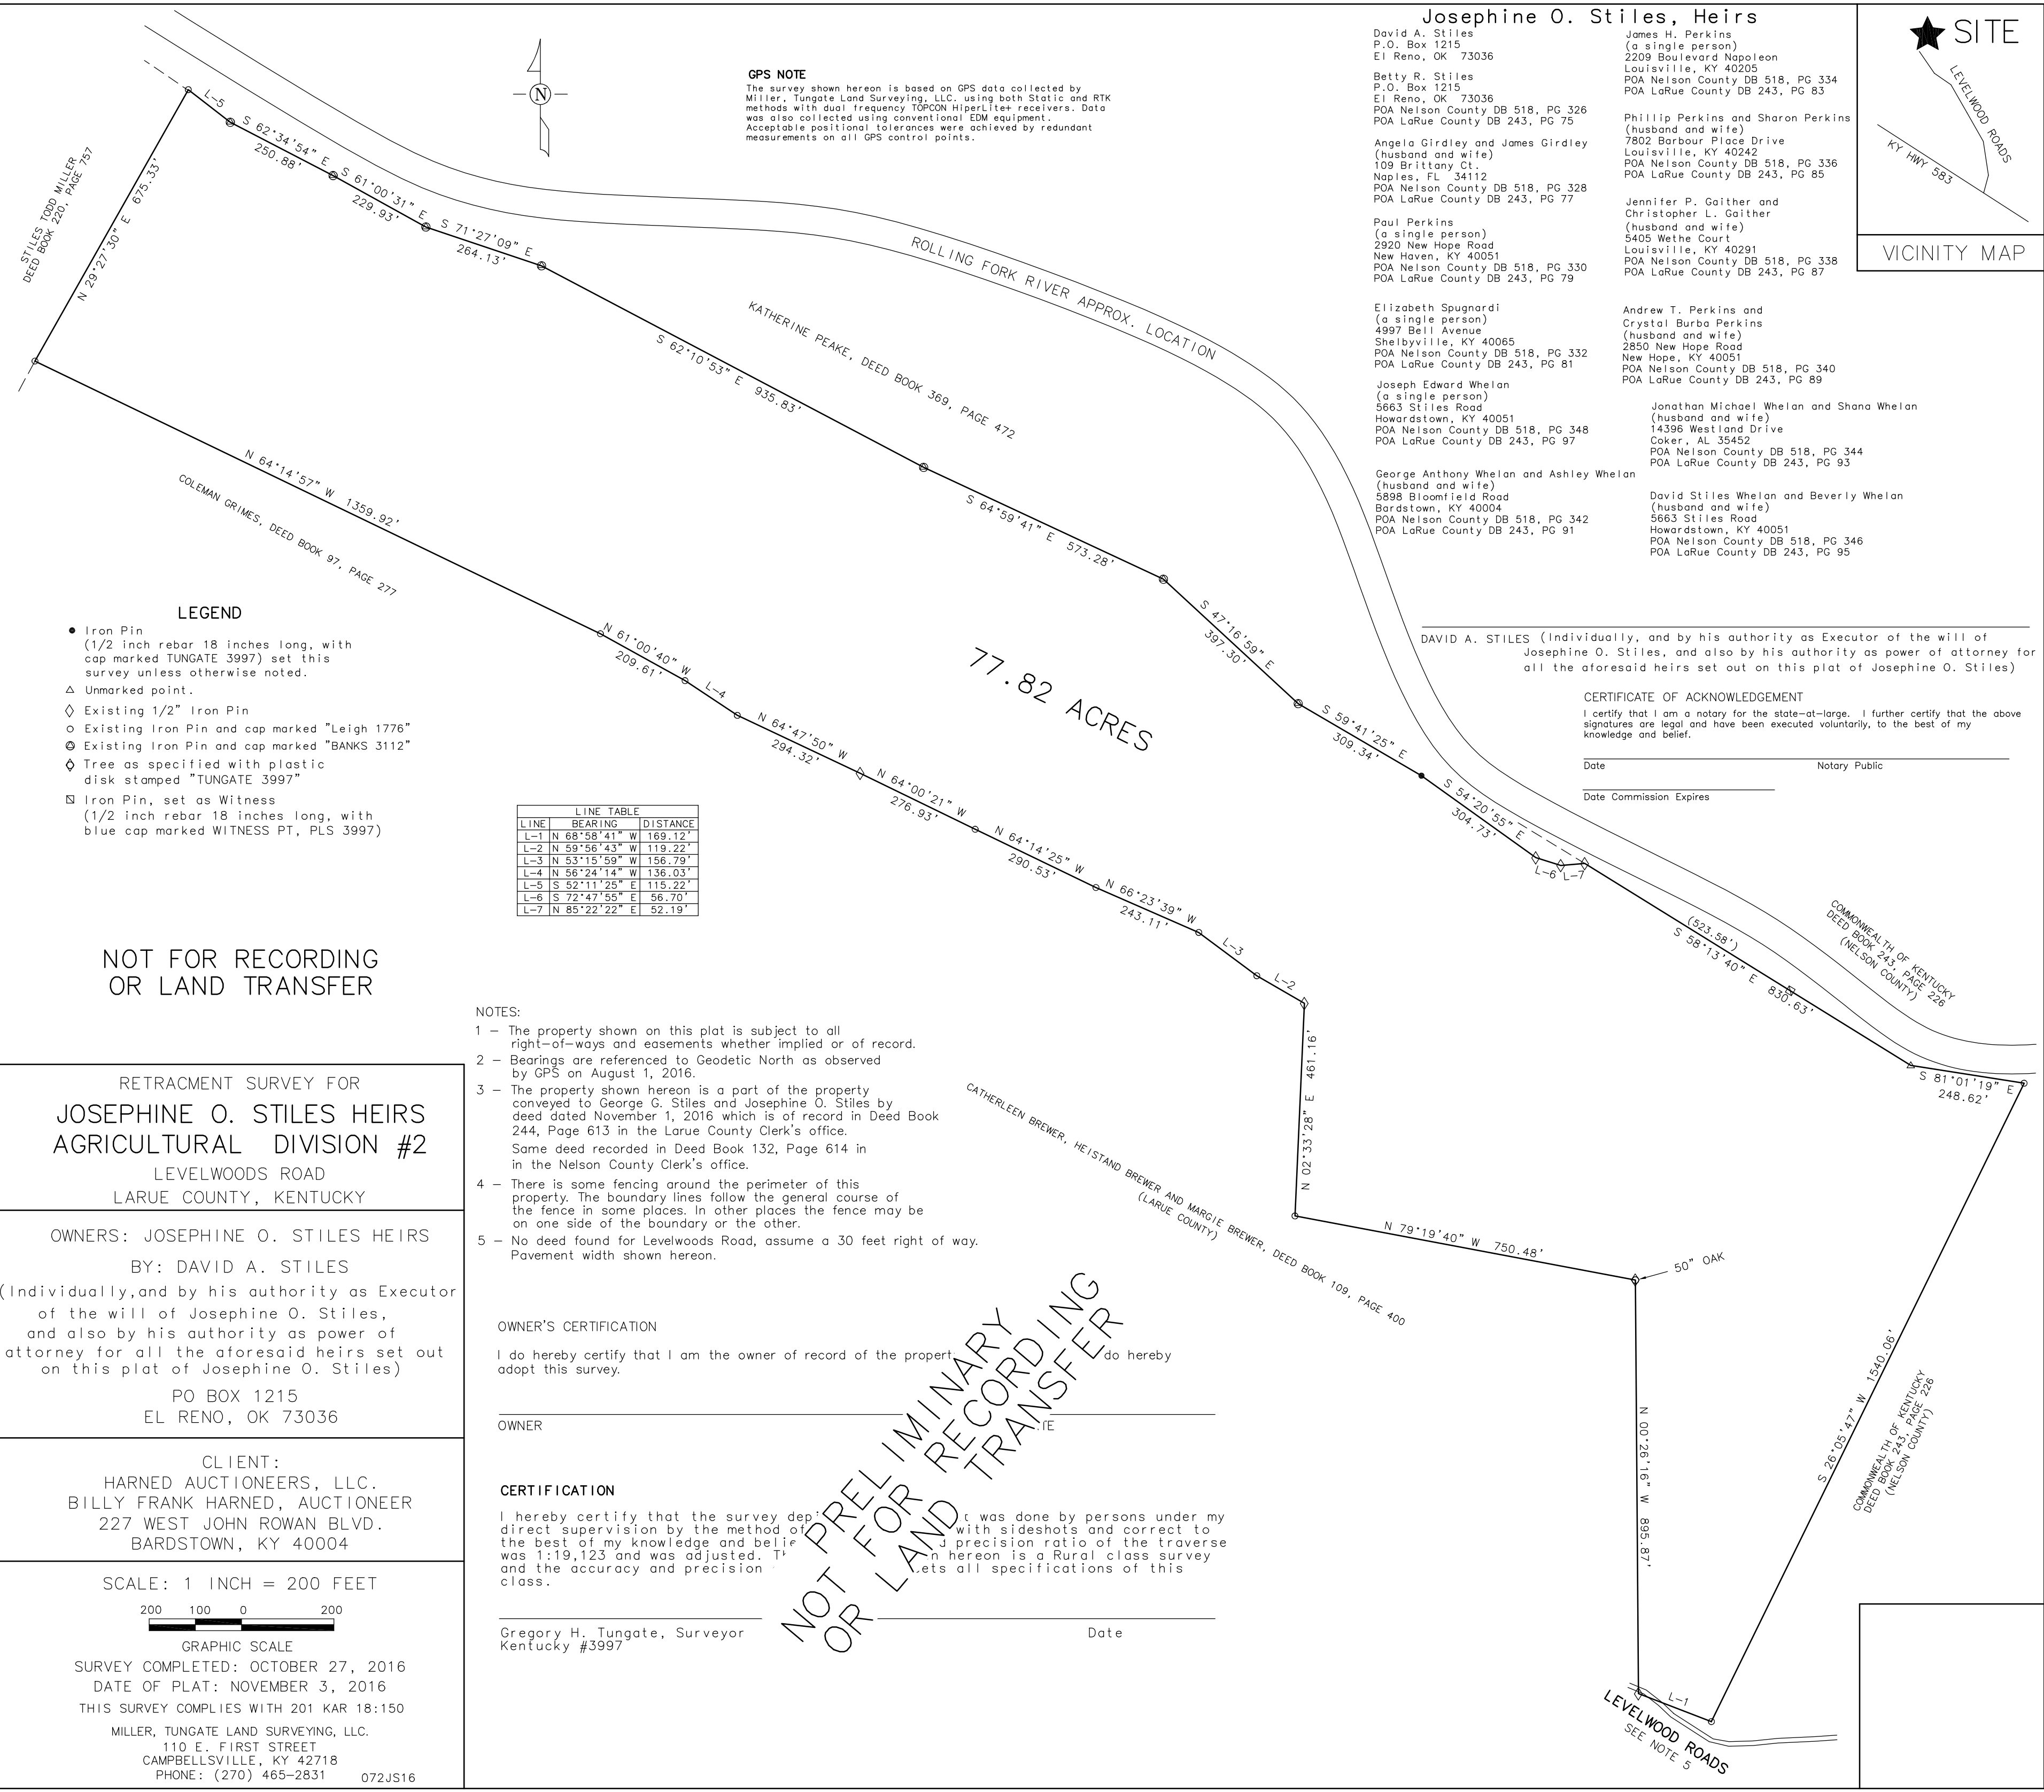 Josephine O. Stiles, Heirs
David A. Stiles
P.O. Box 1215
El Reno, OK 73036
Betty R. Stiles
P.O. Box 1215
El Reno, OK 73036
POA Nelson County DB 518, PG 326
POA LaRue County DB 243, PG 75
Angela Girdley and James Girdley
(husband and wife)
109 Brittany Ct.
Naples, FL 34112
POA Nelson County DB 518, PG 328
POA LaRue County DB 243, PG 77
Paul Perkins
(a single person)
2920 New Hope Road
New Haven, KY 40051
POA Nelson County DB 518, PG 330
POA LaRue County DB 243, PG 79
Elizabeth Spugnardi
(a single person)
4997 Bell Avenue
Shelbyville, KY 40065
POA Nelson County DB 518, PG 332
POA LaRue County DB 243, PG 81
Joseph Edward Whelan
(a single person)
5663 Stiles Road
Howardstown, KY 40051
POA Nelson County DB 518, PG 348
POA LaRue County DB 243, PG 97
George Anthony Whelan and Ashley Whelan
(husband and wife)
5898 Bloomfield Road
Bardstown, KY 40004
POA Nelson County DB 518, PG 342
POA LaRue County DB 243, PG 91
James H. Perkins
(a single person)
2209 Boulevard Napoleon
Louisville, KY 40205
POA Nelson County DB 518, PG 334
POA LaRue County DB 243, PG 83
Phillip Perkins and Sharon Perkins
(husband and wife)
7802 Barbour Place Drive
Louisville, KY 40242
POA Nelson County DB 518, PG 336
POA LaRue County DB 243, PG 85
Jennifer P. Gaither and
Christopher L. Gaither
(husband and wife)
5405 Wethe Court
Louisville, KY 40291
POA Nelson County DB 518, PG 338
POA LaRue County DB 243, PG 87
Andrew T. Perkins and
Crystal Burba Perkins
(husband and wife)
2850 New Hope Road
New Hope, KY 40051
POA Nelson County DB 518, PG 340
POA LaRue County DB 243, PG 89
Jonathan Michael Whelan and Shana Whelan
(husband and wife)
14396 Westland Drive
Coker, AL 35452
POA Nelson County DB 518, PG 344
POA LaRue County DB 243, PG 93
David Stiles Whelan and Beverly Whelan
(husband and wife)
5663 Stiles Road
Howardstown, KY 40051
POA Nelson County DB 518, PG 346
POA LaRue County DB 243, PG 95
SITE
LEVELWOOD ROADS
KY HWY 583
VICINITY MAP
GPS NOTE
The survey shown hereon is based on GPS data collected by
Miller, Tungate Land Surveying, LLC. using both Static and RTK
methods with dual frequency TOPCON HiperLite+ receivers. Data
was also collected using conventional EDM equipment.
Acceptable positional tolerances were achieved by redundant
measurements on all GPS control points.
N
L-5
S 62°34'54" E
250.88'
S 61°00'31" E
229.93'
S 71°27'09" E
264.13'
STILES TODD MILLER
DEED BOOK 220, PAGE 757
N 29°27'30" E 675.33'
ROLLING FORK RIVER APPROX. LOCATION
KATHERINE PEAKE, DEED BOOK 369, PAGE 472
S 62°10'53" E 935.83'
S 64°59'41" E 573.28'
S 47°16'59" E
397.30'
S 59°41'25" E
309.34'
S 54°20'55" E
304.73'
L-6
L-7
(523.58')
S 58°13'40" E 830.63'
COMMONWEALTH OF KENTUCKY
DEED BOOK 243, PAGE 226
(NELSON COUNTY)
S 81°01'19" E
248.62'
N 64°14'57" W 1359.92'
COLEMAN GRIMES, DEED BOOK 97, PAGE 277
N 61°00'40" W
209.61'
L-4
N 64°47'50" W
294.32'
N 64°00'21" W
276.93'
N 64°14'25" W
290.53'
N 66°23'39" W
243.11'
L-3
L-2
77.82 ACRES
N 02°33'28" E 461.16'
CATHERLEEN BREWER, HEISTAND BREWER AND MARGIE BREWER, DEED BOOK 109, PAGE 400
(LARUE COUNTY)
N 79°19'40" W 750.48'
50" OAK
N 00°26'16" W 895.87'
S 26°05'47" W 1540.06'
COMMONWEALTH OF KENTUCKY
DEED BOOK 243, PAGE 226
(NELSON COUNTY)
L-1
LEVELWOOD ROADS
SEE NOTE 5
DAVID A. STILES (Individually, and by his authority as Executor of the will of
Josephine O. Stiles, and also by his authority as power of attorney for
all the aforesaid heirs set out on this plat of Josephine O. Stiles)
CERTIFICATE OF ACKNOWLEDGEMENT
I certify that I am a notary for the state-at-large. I further certify that the above
signatures are legal and have been executed voluntarily, to the best of my
knowledge and belief.
Date Notary Public
Date Commission Expires
LEGEND
Iron Pin
(1/2 inch rebar 18 inches long, with
cap marked TUNGATE 3997) set this
survey unless otherwise noted.
Unmarked point.
Existing 1/2" Iron Pin
Existing Iron Pin and cap marked "Leigh 1776"
Existing Iron Pin and cap marked "BANKS 3112"
Tree as specified with plastic
disk stamped "TUNGATE 3997"
Iron Pin, set as Witness
(1/2 inch rebar 18 inches long, with
blue cap marked WITNESS PT, PLS 3997)
LINE TABLE
LINE BEARING DISTANCE
L-1 N 68°58'41" W 169.12'
L-2 N 59°56'43" W 119.22'
L-3 N 53°15'59" W 156.79'
L-4 N 56°24'14" W 136.03'
L-5 S 52°11'25" E 115.22'
L-6 S 72°47'55" E 56.70'
L-7 N 85°22'22" E 52.19'
NOT FOR RECORDING
OR LAND TRANSFER
NOTES:
1 - The property shown on this plat is subject to all
right-of-ways and easements whether implied or of record.
2 - Bearings are referenced to Geodetic North as observed
by GPS on August 1, 2016.
3 - The property shown hereon is a part of the property
conveyed to George G. Stiles and Josephine O. Stiles by
deed dated November 1, 2016 which is of record in Deed Book
244, Page 613 in the Larue County Clerk's office.
Same deed recorded in Deed Book 132, Page 614 in
in the Nelson County Clerk's office.
4 - There is some fencing around the perimeter of this
property. The boundary lines follow the general course of
the fence in some places. In other places the fence may be
on one side of the boundary or the other.
5 - No deed found for Levelwoods Road, assume a 30 feet right of way.
Pavement width shown hereon.
OWNER'S CERTIFICATION
I do hereby certify that I am the owner of record of the do hereby
adopt this survey.
OWNER
CERTIFICATION
I hereby certify that the survey was done by persons under my
direct supervision by the method of with sideshots and correct to
the best of my knowledge and precision ratio of the traverse
was 1:19,123 and was adjusted. hereon is a Rural class survey
and the accuracy and precision all specifications of this
class.
Gregory H. Tungate, Surveyor Date
Kentucky #3997
PRELIMINARY
NOT FOR RECORDING
OR LAND TRANSFER
RETRACMENT SURVEY FOR
JOSEPHINE O. STILES HEIRS
AGRICULTURAL DIVISION #2
LEVELWOODS ROAD
LARUE COUNTY, KENTUCKY
OWNERS: JOSEPHINE O. STILES HEIRS
BY: DAVID A. STILES
(Individually,and by his authority as Executor
of the will of Josephine O. Stiles,
and also by his authority as power of
attorney for all the aforesaid heirs set out
on this plat of Josephine O. Stiles)
PO BOX 1215
EL RENO, OK 73036
CLIENT:
HARNED AUCTIONEERS, LLC.
BILLY FRANK HARNED, AUCTIONEER
227 WEST JOHN ROWAN BLVD.
BARDSTOWN, KY 40004
SCALE: 1 INCH = 200 FEET
200 100 0 200
GRAPHIC SCALE
SURVEY COMPLETED: OCTOBER 27, 2016
DATE OF PLAT: NOVEMBER 3, 2016
THIS SURVEY COMPLIES WITH 201 KAR 18:150
MILLER, TUNGATE LAND SURVEYING, LLC.
110 E. FIRST STREET
CAMPBELLSVILLE, KY 42718
PHONE: (270) 465-2831 072JS16